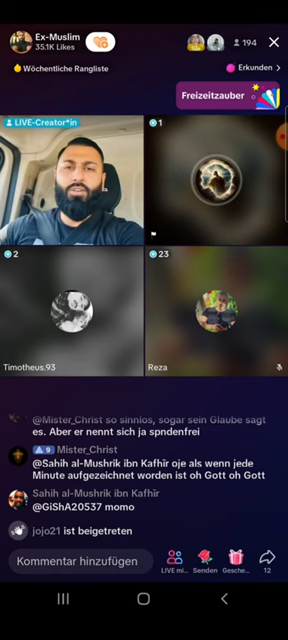 Ex-Muslim
35.1K Likes
194
Wöchentliche Rangliste
Erkunden
Freizeitzauber
LIVE-Creator*in
1
2
23
Timotheus.93
Reza
@Mister_Christ so sinnlos, sogar sein Glaube sagt
es. Aber er nennt sich ja spndenfrei
9 Mister_Christ
@Sahih al-Mushrik ibn Kafhir oje als wenn jede
Minute aufgezeichnet worden ist oh Gott oh Gott
Sahih al-Mushrik ibn Kafhir
@GiShA20537 momo
jojo21 ist beigetreten
Kommentar hinzufügen
LIVE mi...
Senden
Gesche...
12